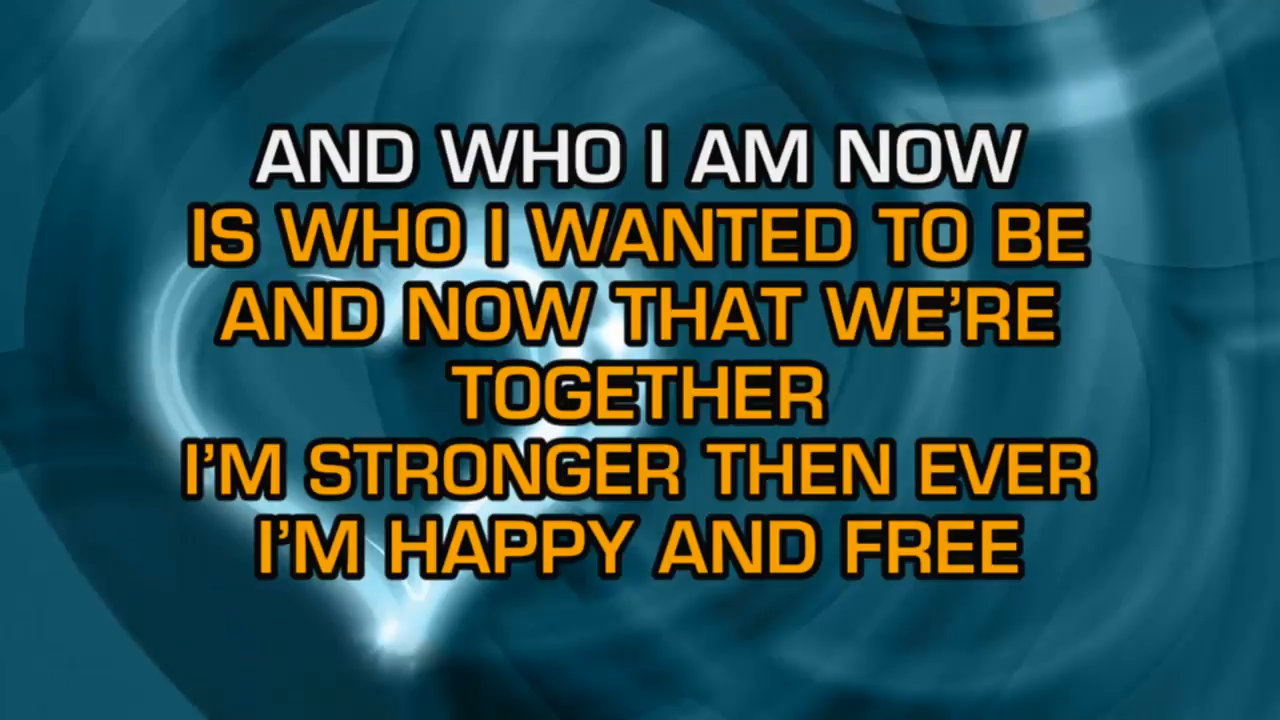 AND WHO I AM NOW
IS WHO I WANTED TO BE
AND NOW THAT WE’RE
TOGETHER
I’M STRONGER THEN EVER
I’M HAPPY AND FREE